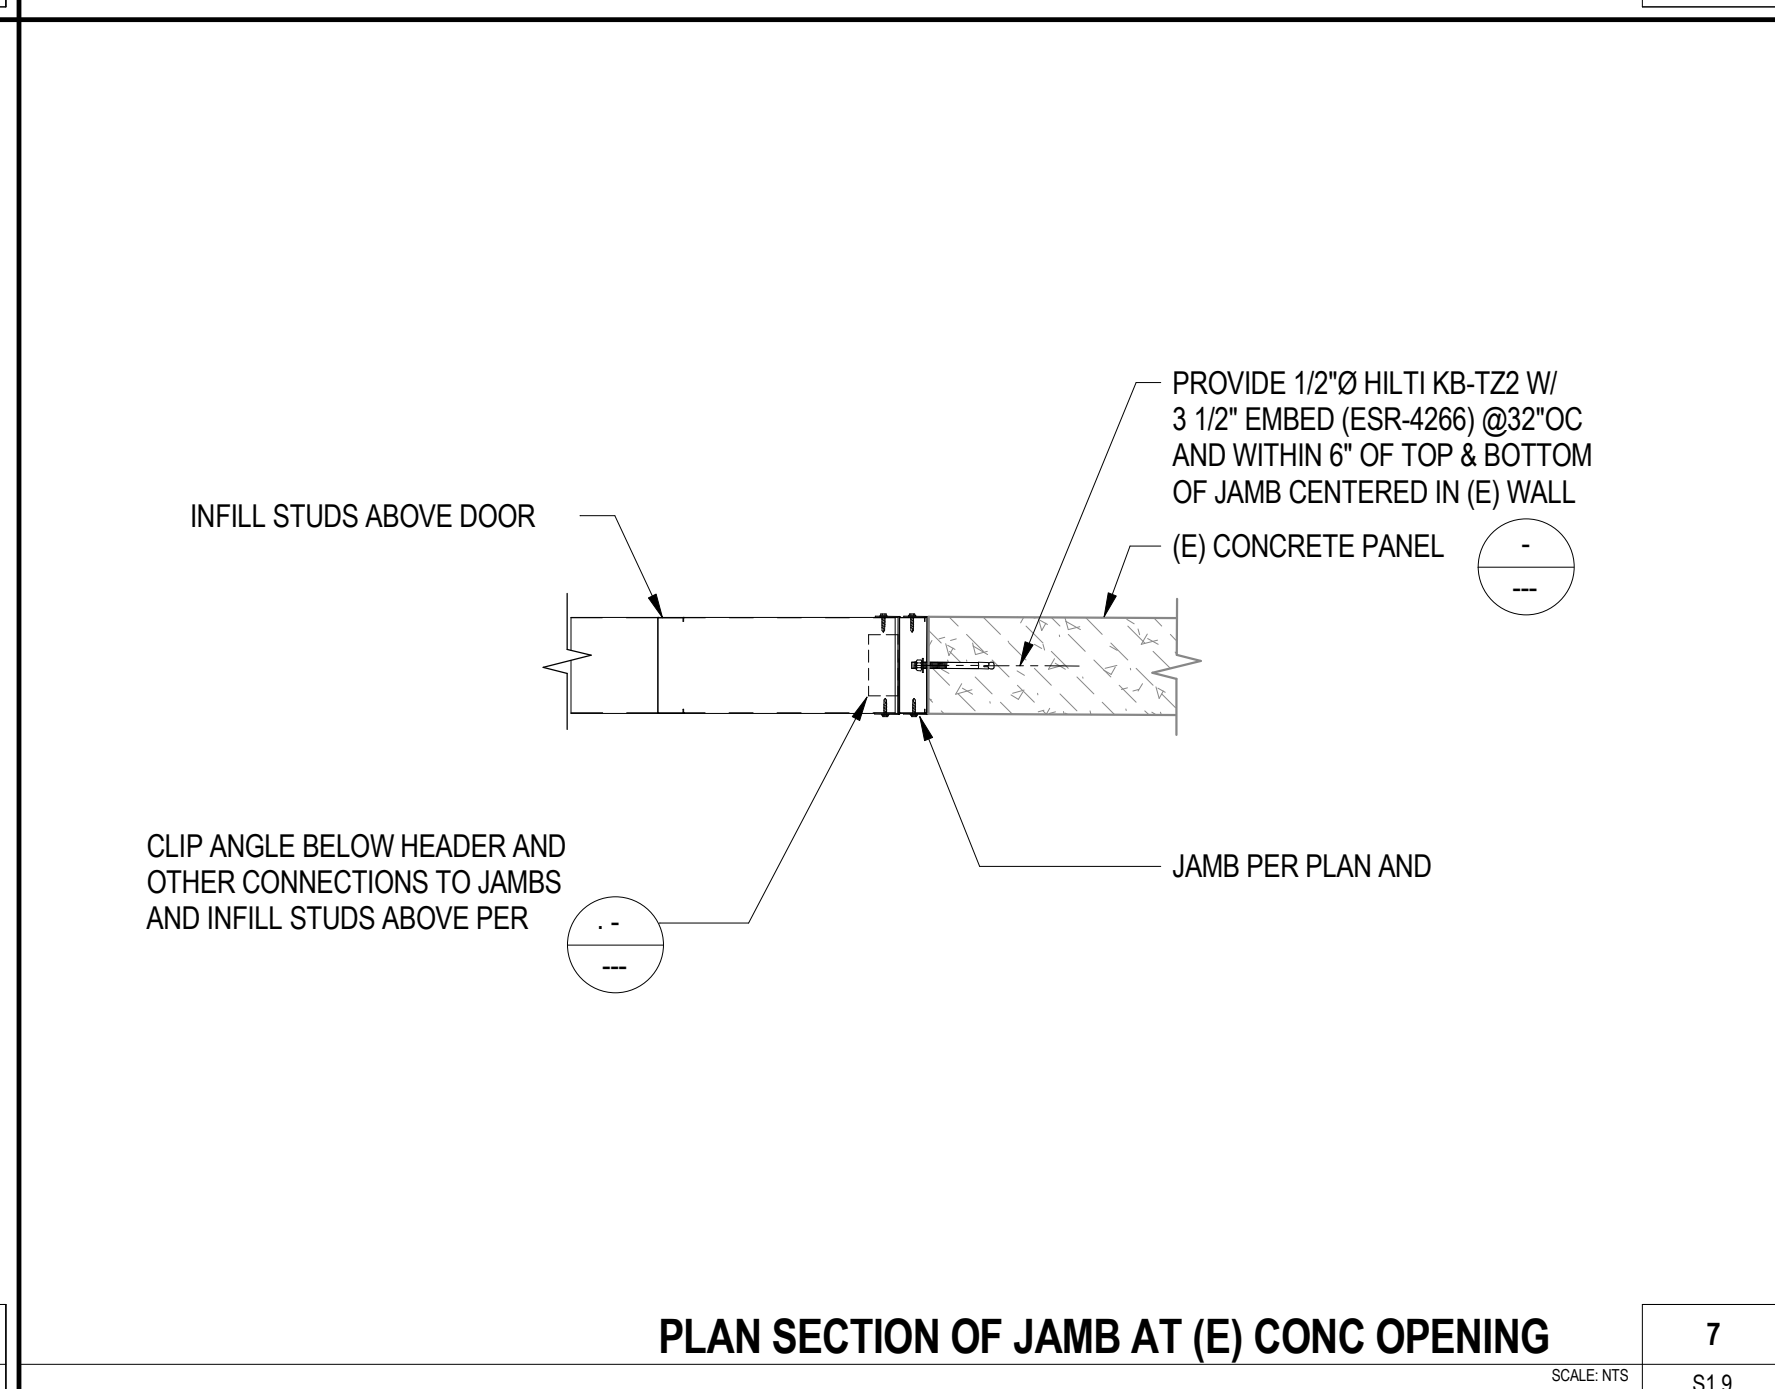 PROVIDE 1/2"Ø HILTI KB-TZ2 W/
3 1/2" EMBED (ESR-4266) @32"OC
AND WITHIN 6" OF TOP & BOTTOM
OF JAMB CENTERED IN (E) WALL
INFILL STUDS ABOVE DOOR
(E) CONCRETE PANEL
-
---
CLIP ANGLE BELOW HEADER AND
OTHER CONNECTIONS TO JAMBS
AND INFILL STUDS ABOVE PER
. -
---
JAMB PER PLAN AND
PLAN SECTION OF JAMB AT (E) CONC OPENING
7
SCALE: NTS
S1.9